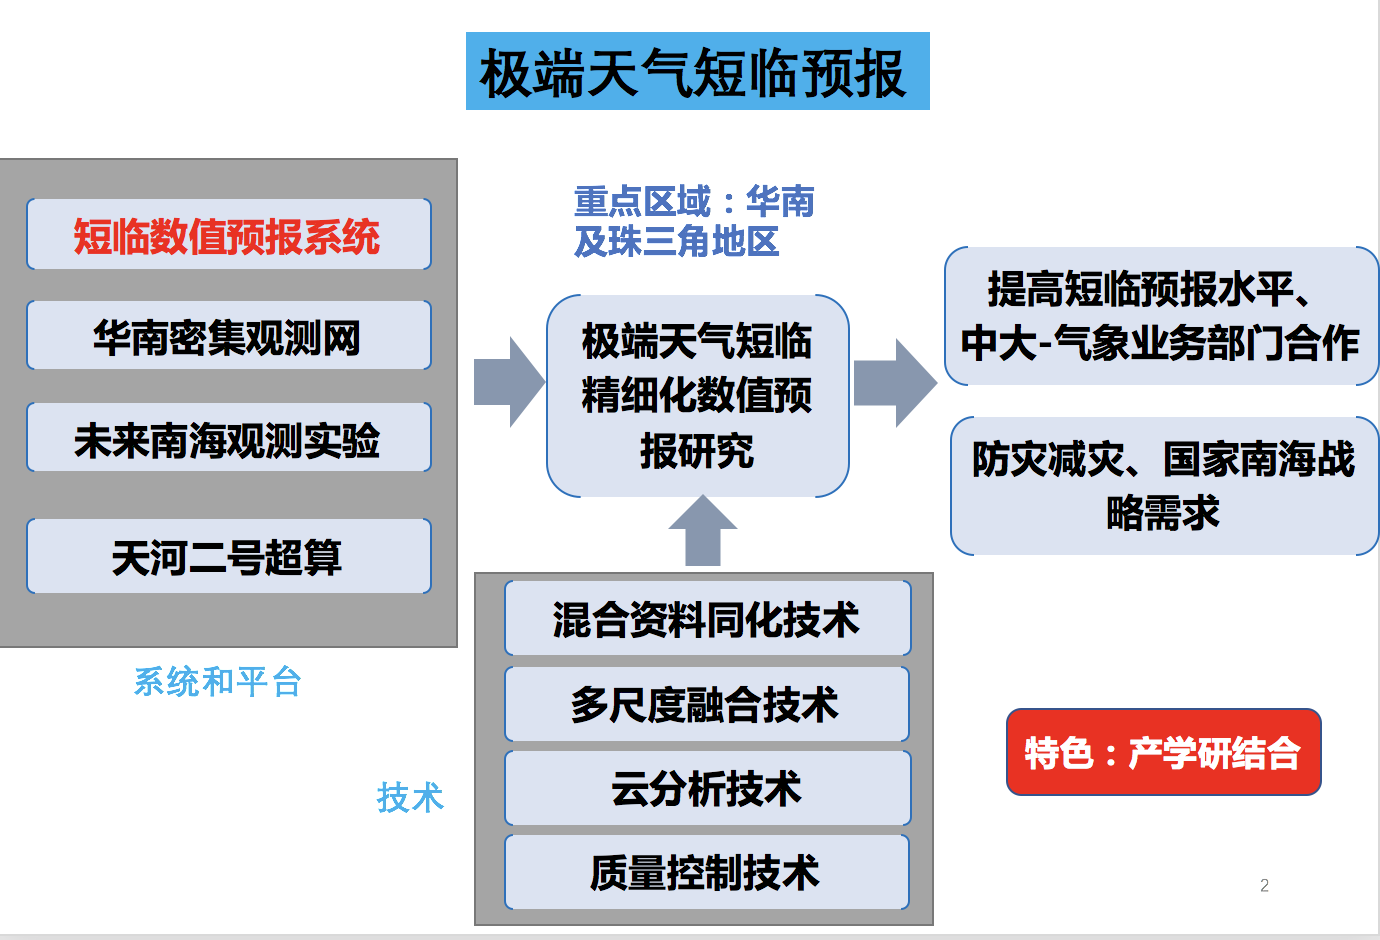 极端天气短临预报
短临数值预报系统
华南密集观测网
未来南海观测实验
天河二号超算
系统和平台
重点区域：华南
及珠三角地区
极端天气短临
精细化数值预
报研究
混合资料同化技术
多尺度融合技术
云分析技术
质量控制技术
技术
提高短临预报水平、
中大-气象业务部门合作
防灾减灾、国家南海战
略需求
特色：产学研结合
2